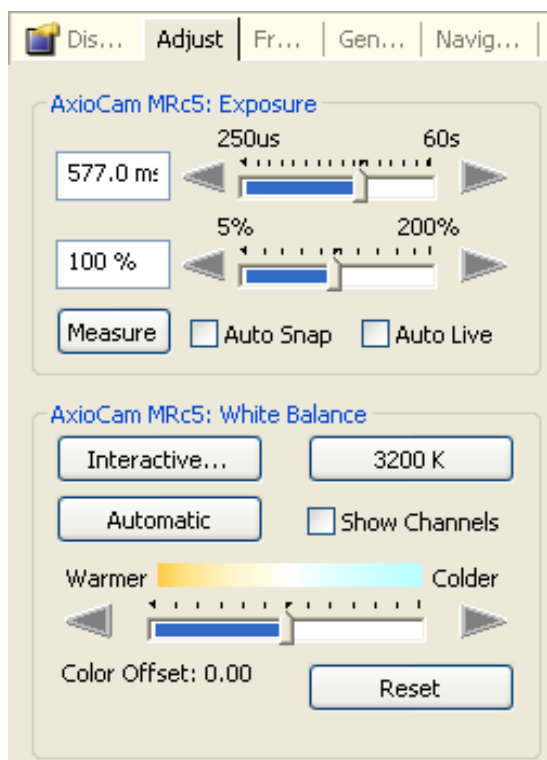 Dis... Adjust Fr... Gen... Navig...
AxioCam MRc5: Exposure
250us 60s
577.0 ms
5% 200%
100 %
Measure Auto Snap Auto Live
AxioCam MRc5: White Balance
Interactive... 3200 K
Automatic Show Channels
Warmer Colder
Color Offset: 0.00 Reset